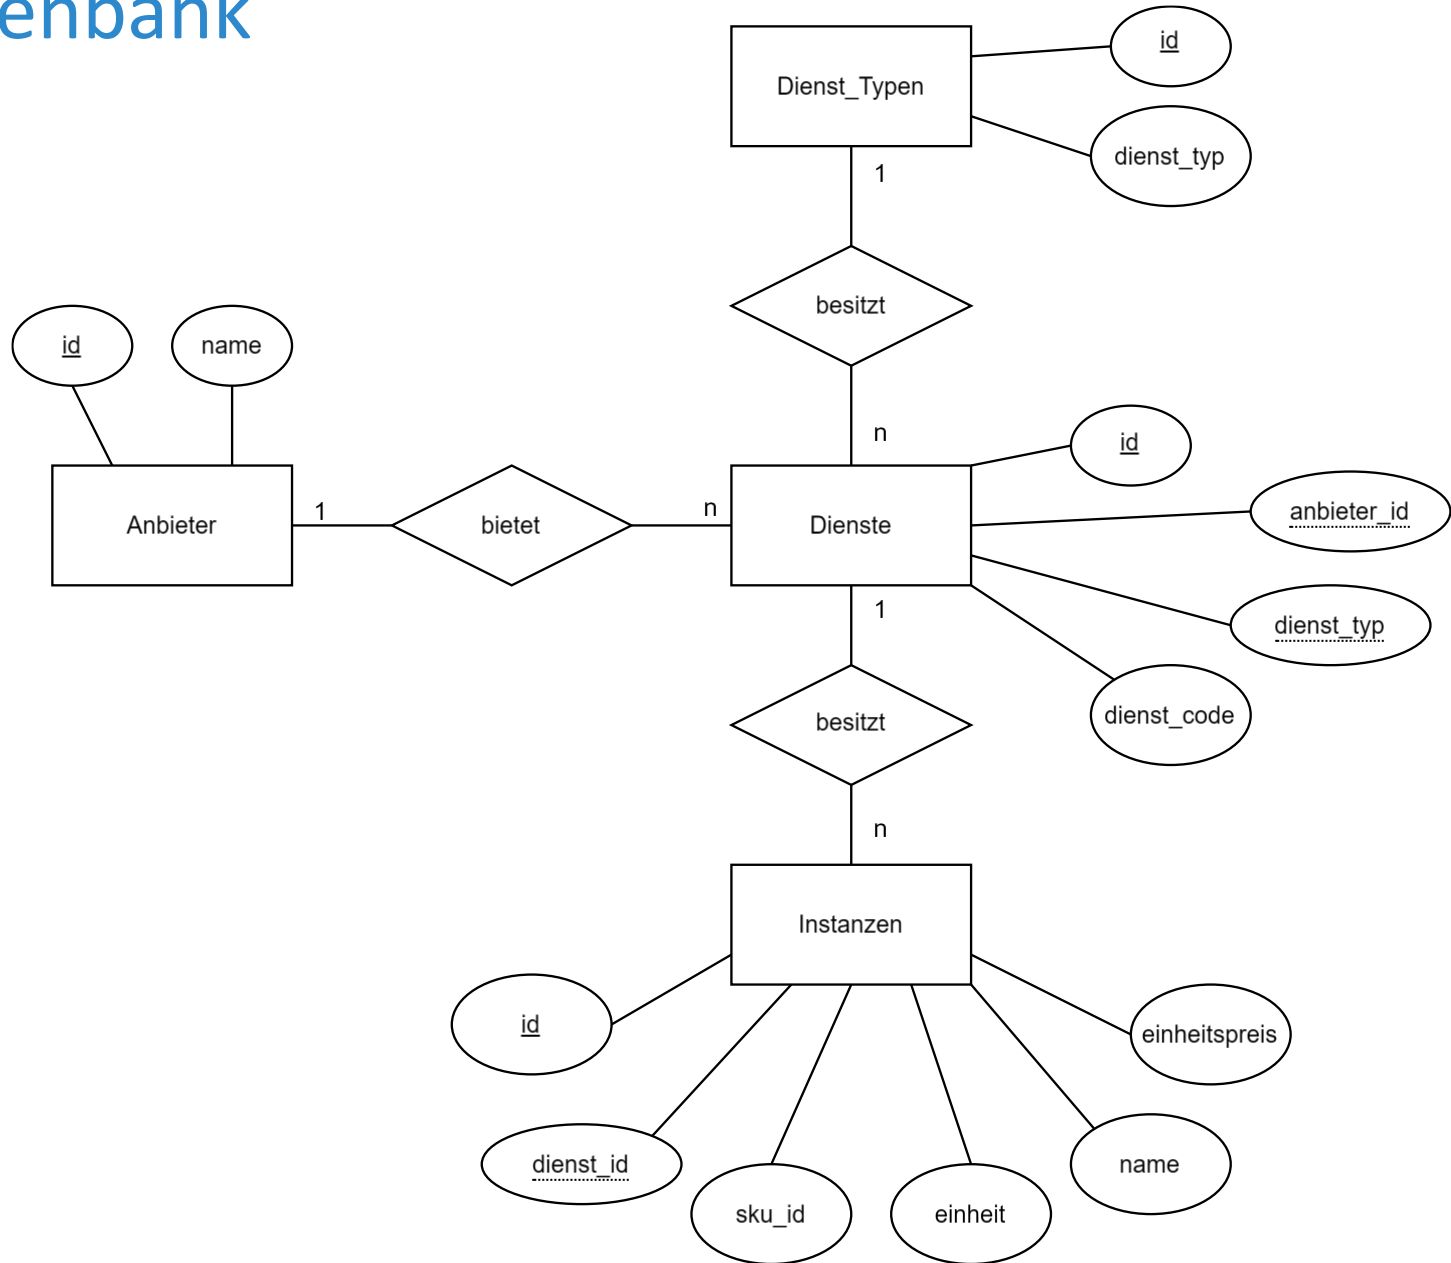 enbank
id
Dienst_Typen
dienst_typ
1
besitzt
id
name
n
id
Anbieter
1
bietet
n
Dienste
anbieter_id
1
dienst_typ
dienst_code
besitzt
n
Instanzen
id
einheitspreis
dienst_id
name
sku_id
einheit